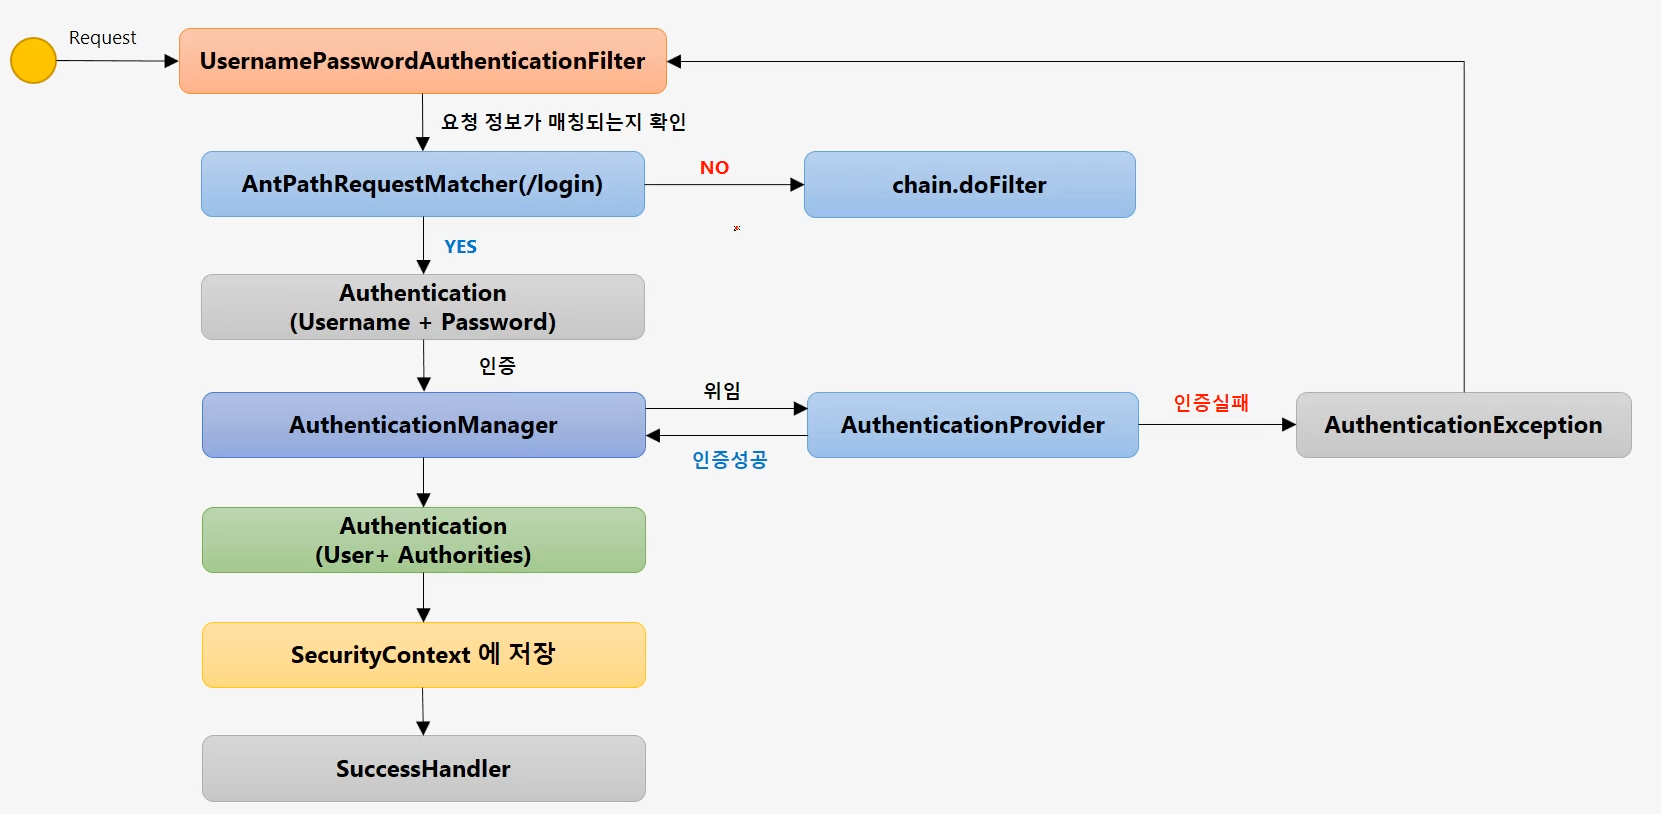 Request
UsernamePasswordAuthenticationFilter
요청 정보가 매칭되는지 확인
AntPathRequestMatcher(/login)
NO
chain.doFilter
YES
Authentication
(Username + Password)
인증
AuthenticationManager
위임
인증성공
AuthenticationProvider
인증실패
AuthenticationException
Authentication
(User+ Authorities)
SecurityContext 에 저장
SuccessHandler